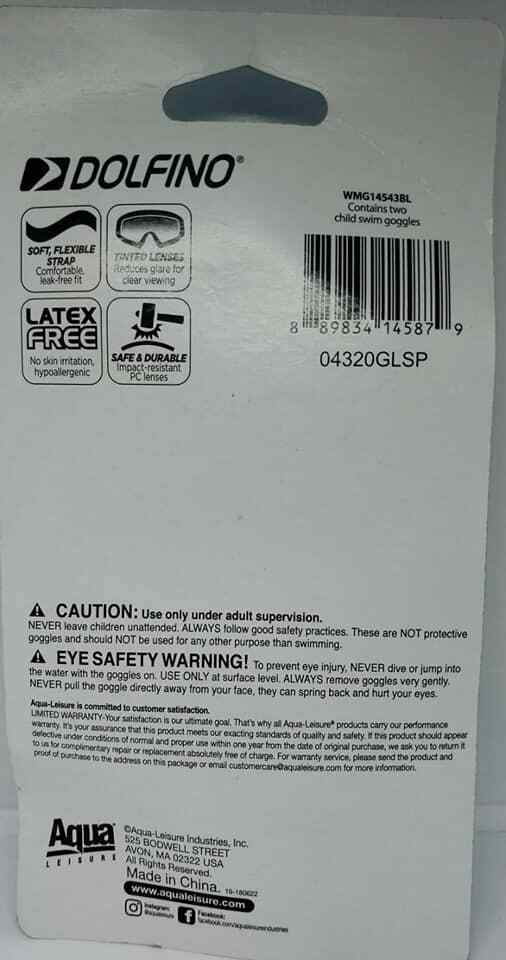 DOLFINO®
SOFT, FLEXIBLE
STRAP
Comfortable,
leak-free fit
TINTED LENSES
Reduces glare for
clear viewing
LATEX
FREE
No skin irritation,
hypoallergenic
SAFE & DURABLE
Impact-resistant
PC lenses
WMG14543BL
Contains two
child swim goggles
8 89834 14587 9
04320GLSP
CAUTION: Use only under adult supervision.
NEVER leave children unattended. ALWAYS follow good safety practices. These are NOT protective
goggles and should NOT be used for any other purpose than swimming.
EYE SAFETY WARNING! To prevent eye injury, NEVER dive or jump into
the water with the goggles on. USE ONLY at surface level. ALWAYS remove goggles very gently.
NEVER pull the goggle directly away from your face, they can spring back and hurt your eyes.
Aqua-Leisure is committed to customer satisfaction.
LIMITED WARRANTY-Your satisfaction is our ultimate goal. That's why all Aqua-Leisure® products carry our performance
warranty. It's your assurance that this product meets our exacting standards of quality and safety. If this product should appear
defective under conditions of normal and proper use within one year from the date of original purchase, we ask you to return it
to us for complimentary repair or replacement absolutely free of charge. For warranty service, please send the product and
proof of purchase to the address on this package or email customercare@aqualeisure.com for more information.
Aqua
LEISURE
©Aqua-Leisure Industries, Inc.
525 BODWELL STREET
AVON, MA 02322 USA
All Rights Reserved.
Made in China. 19-180622
www.aqualeisure.com
Instagram:
@aqualeisure
Facebook:
facebook.com/aqualeisureindustries